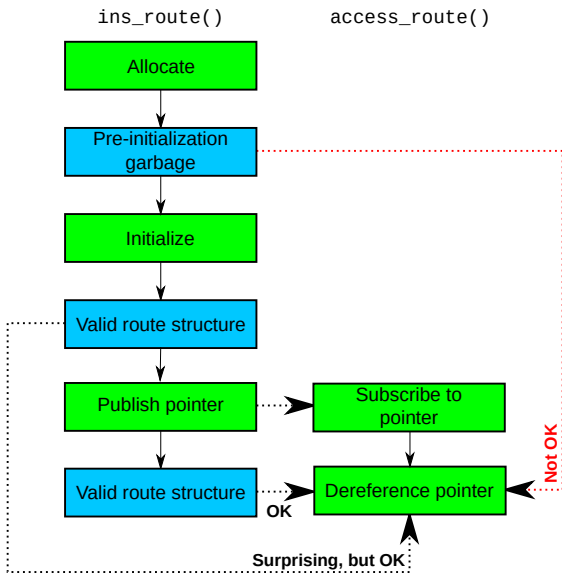 ins_route()
access_route()
Allocate
Pre-initialization
garbage
Initialize
Valid route structure
Publish pointer
Subscribe to
pointer
Valid route structure
Dereference pointer
OK
Not OK
Surprising, but OK